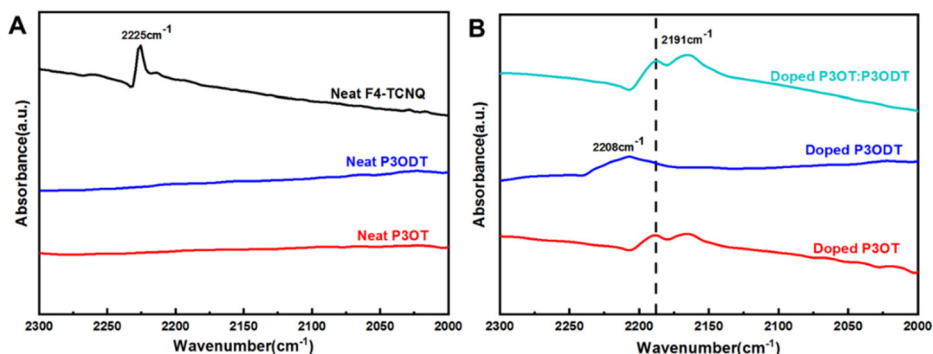 A
2225cm-1
Neat F4-TCNQ
Neat P3ODT
Neat P3OT
Absorbance(a.u.)
2300 2250 2200 2150 2100 2050 2000
Wavenumber(cm-1)
B
2191cm-1
Doped P3OT:P3ODT
2208cm-1
Doped P3ODT
Doped P3OT
Absorbance(a.u.)
2300 2250 2200 2150 2100 2050 2000
Wavenumber(cm-1)